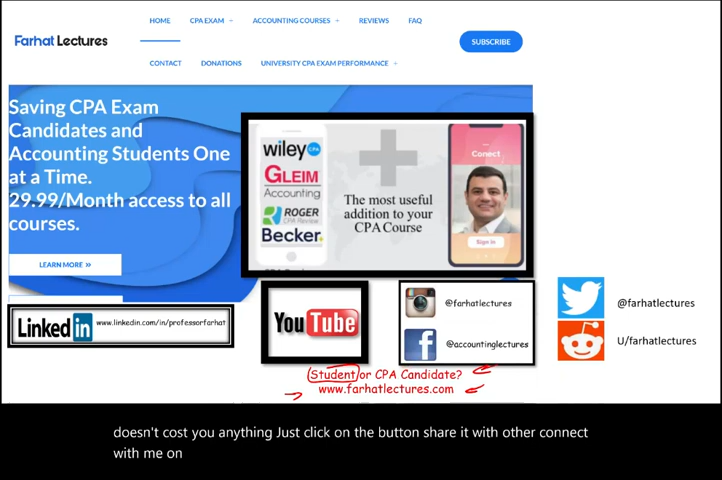 HOME
CPA EXAM
ACCOUNTING COURSES
REVIEWS
FAQ
Farhat Lectures
SUBSCRIBE
CONTACT
DONATIONS
UNIVERSITY CPA EXAM PERFORMANCE
Saving CPA Exam
Candidates and
Accounting Students One
at a Time.
29.99/Month access to all
courses.
LEARN MORE »
wiley CPA
GLEIM
Accounting
ROGER
CPA Review
Becker.
The most useful
addition to your
CPA Course
Conect
Sign in
Linked in
www.linkedin.com/in/professorfarhat
YouTube
@farhatlectures
@accountinglectures
@farhatlectures
U/farhatlectures
Student or CPA Candidate?
www.farhatlectures.com
doesn't cost you anything Just click on the button share it with other connect
with me on